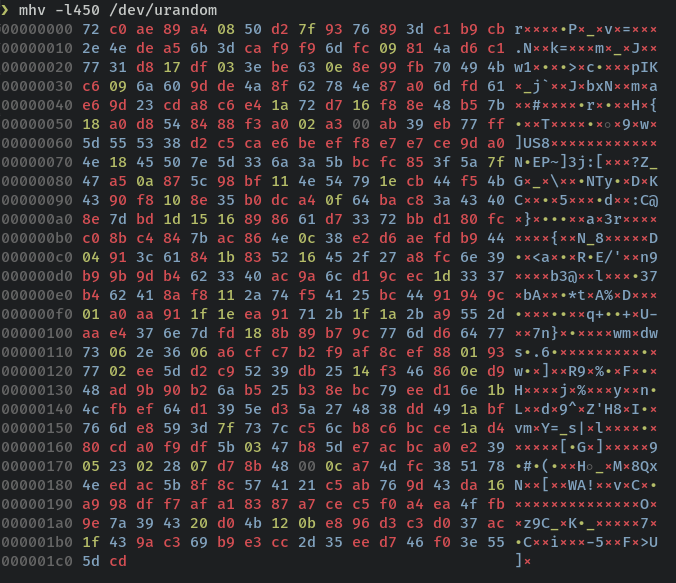 ❯ mhv -l450 /dev/urandom
00000000 72 c0 ae 89 a4 08 50 d2 7f 93 76 89 3d c1 b9 cb r××××•P×_×v×=×××
00000010 2e 4e de a5 6b 3d ca f9 f9 6d fc 09 81 4a d6 c1 .N××k=×××m×_×J××
00000020 77 31 d8 17 df 03 3e be 63 0e 8e 99 fb 70 49 4b w1×•×•>×c•×××pIK
00000030 c6 09 6a 60 9d de 4a 8f 62 78 4e 87 a0 6d fd 61 ×_j`××J×bxN××m×a
00000040 e6 9d 23 cd a8 c6 e4 1a 72 d7 16 f8 8e 48 b5 7b ××#××××•r×•××H×{
00000050 18 a0 d8 54 84 88 f3 a0 02 a3 00 ab 39 eb 77 ff •××T××××•×◦×9×w×
00000060 5d 55 53 38 d2 c5 ca e6 be ef f8 e7 e7 ce 9d a0 ]US8××××××××××××
00000070 4e 18 45 50 7e 5d 33 6a 3a 5b bc fc 85 3f 5a 7f N•EP~]3j:[×××?Z_
00000080 47 a5 0a 87 5c 98 bf 11 4e 54 79 1e cb 44 f5 4b G×_×\××•NTy•×D×K
00000090 43 90 f8 10 8e 35 b0 dc a4 0f 64 ba c8 3a 43 40 C××•×5×××•d××:C@
000000a0 8e 7d bd 1d 15 16 89 86 61 d7 33 72 bb d1 80 fc ×}×•••××a×3r××××
000000b0 c0 8b c4 84 7b ac 86 4e 0c 38 e2 d6 ae fd b9 44 ××××{××N_8×××××D
000000c0 04 91 3c 61 84 1b 83 52 16 45 2f 27 a8 fc 6e 39 •×<a×•×R•E/'××n9
000000d0 b9 9b 9d b4 62 33 40 ac 9a 6c d1 9c ec 1d 33 37 ××××b3@××l×××•37
000000e0 b4 62 41 8a f8 11 2a 74 f5 41 25 bc 44 91 94 9c ×bA××•*t×A%×D×××
000000f0 01 a0 aa 91 1f 1e ea 91 71 2b 1f 1a 2b a9 55 2d •×××••××q+••+×U-
00000100 aa e4 37 6e 7d fd 18 8b 89 b7 9c 77 6d d6 64 77 ××7n}×•××××wm×dw
00000110 73 06 2e 36 06 a6 cf c7 b2 f9 af 8c ef 88 01 93 s•.6•×××××××××•×
00000120 77 02 ee 5d d2 c9 52 39 db 25 14 f3 46 86 0e d9 w•×]××R9×%•×F×•×
00000130 48 ad 9b 90 b2 6a b5 25 b3 8e bc 79 ee d1 6e 1b H××××j×%×××y××n•
00000140 4c fb ef 64 d1 39 5e d3 5a 27 48 38 dd 49 1a bf L××d×9^×Z'H8×I•×
00000150 76 6d e8 59 3d 7f 73 7c c5 6c b8 c6 bc ce 1a d4 vm×Y=_s|×l××××•×
00000160 80 cd a0 f9 df 5b 03 47 b8 5d e7 ac bc a0 e2 39 ×××××[•G×]×××××9
00000170 05 23 02 28 07 d7 8b 48 00 0c a7 4d fc 38 51 78 •#•(•××H◦_×M×8Qx
00000180 4e ed ac 5b 8f 8c 57 41 21 c5 ab 76 9d 43 da 16 N××[××WA!××v×C×•
00000190 a9 98 df f7 af a1 83 87 a7 ce c5 f0 a4 ea 4f fb ××××××××××××××O×
000001a0 9e 7a 39 43 20 d0 4b 12 0b e8 96 d3 c3 d0 37 ac ×z9C_×K•_×××××7×
000001b0 1f 43 9a c3 69 b9 e3 cc 2d 35 ee d7 46 f0 3e 55 •C××i×××-5××F×>U
000001c0 5d cd ]×